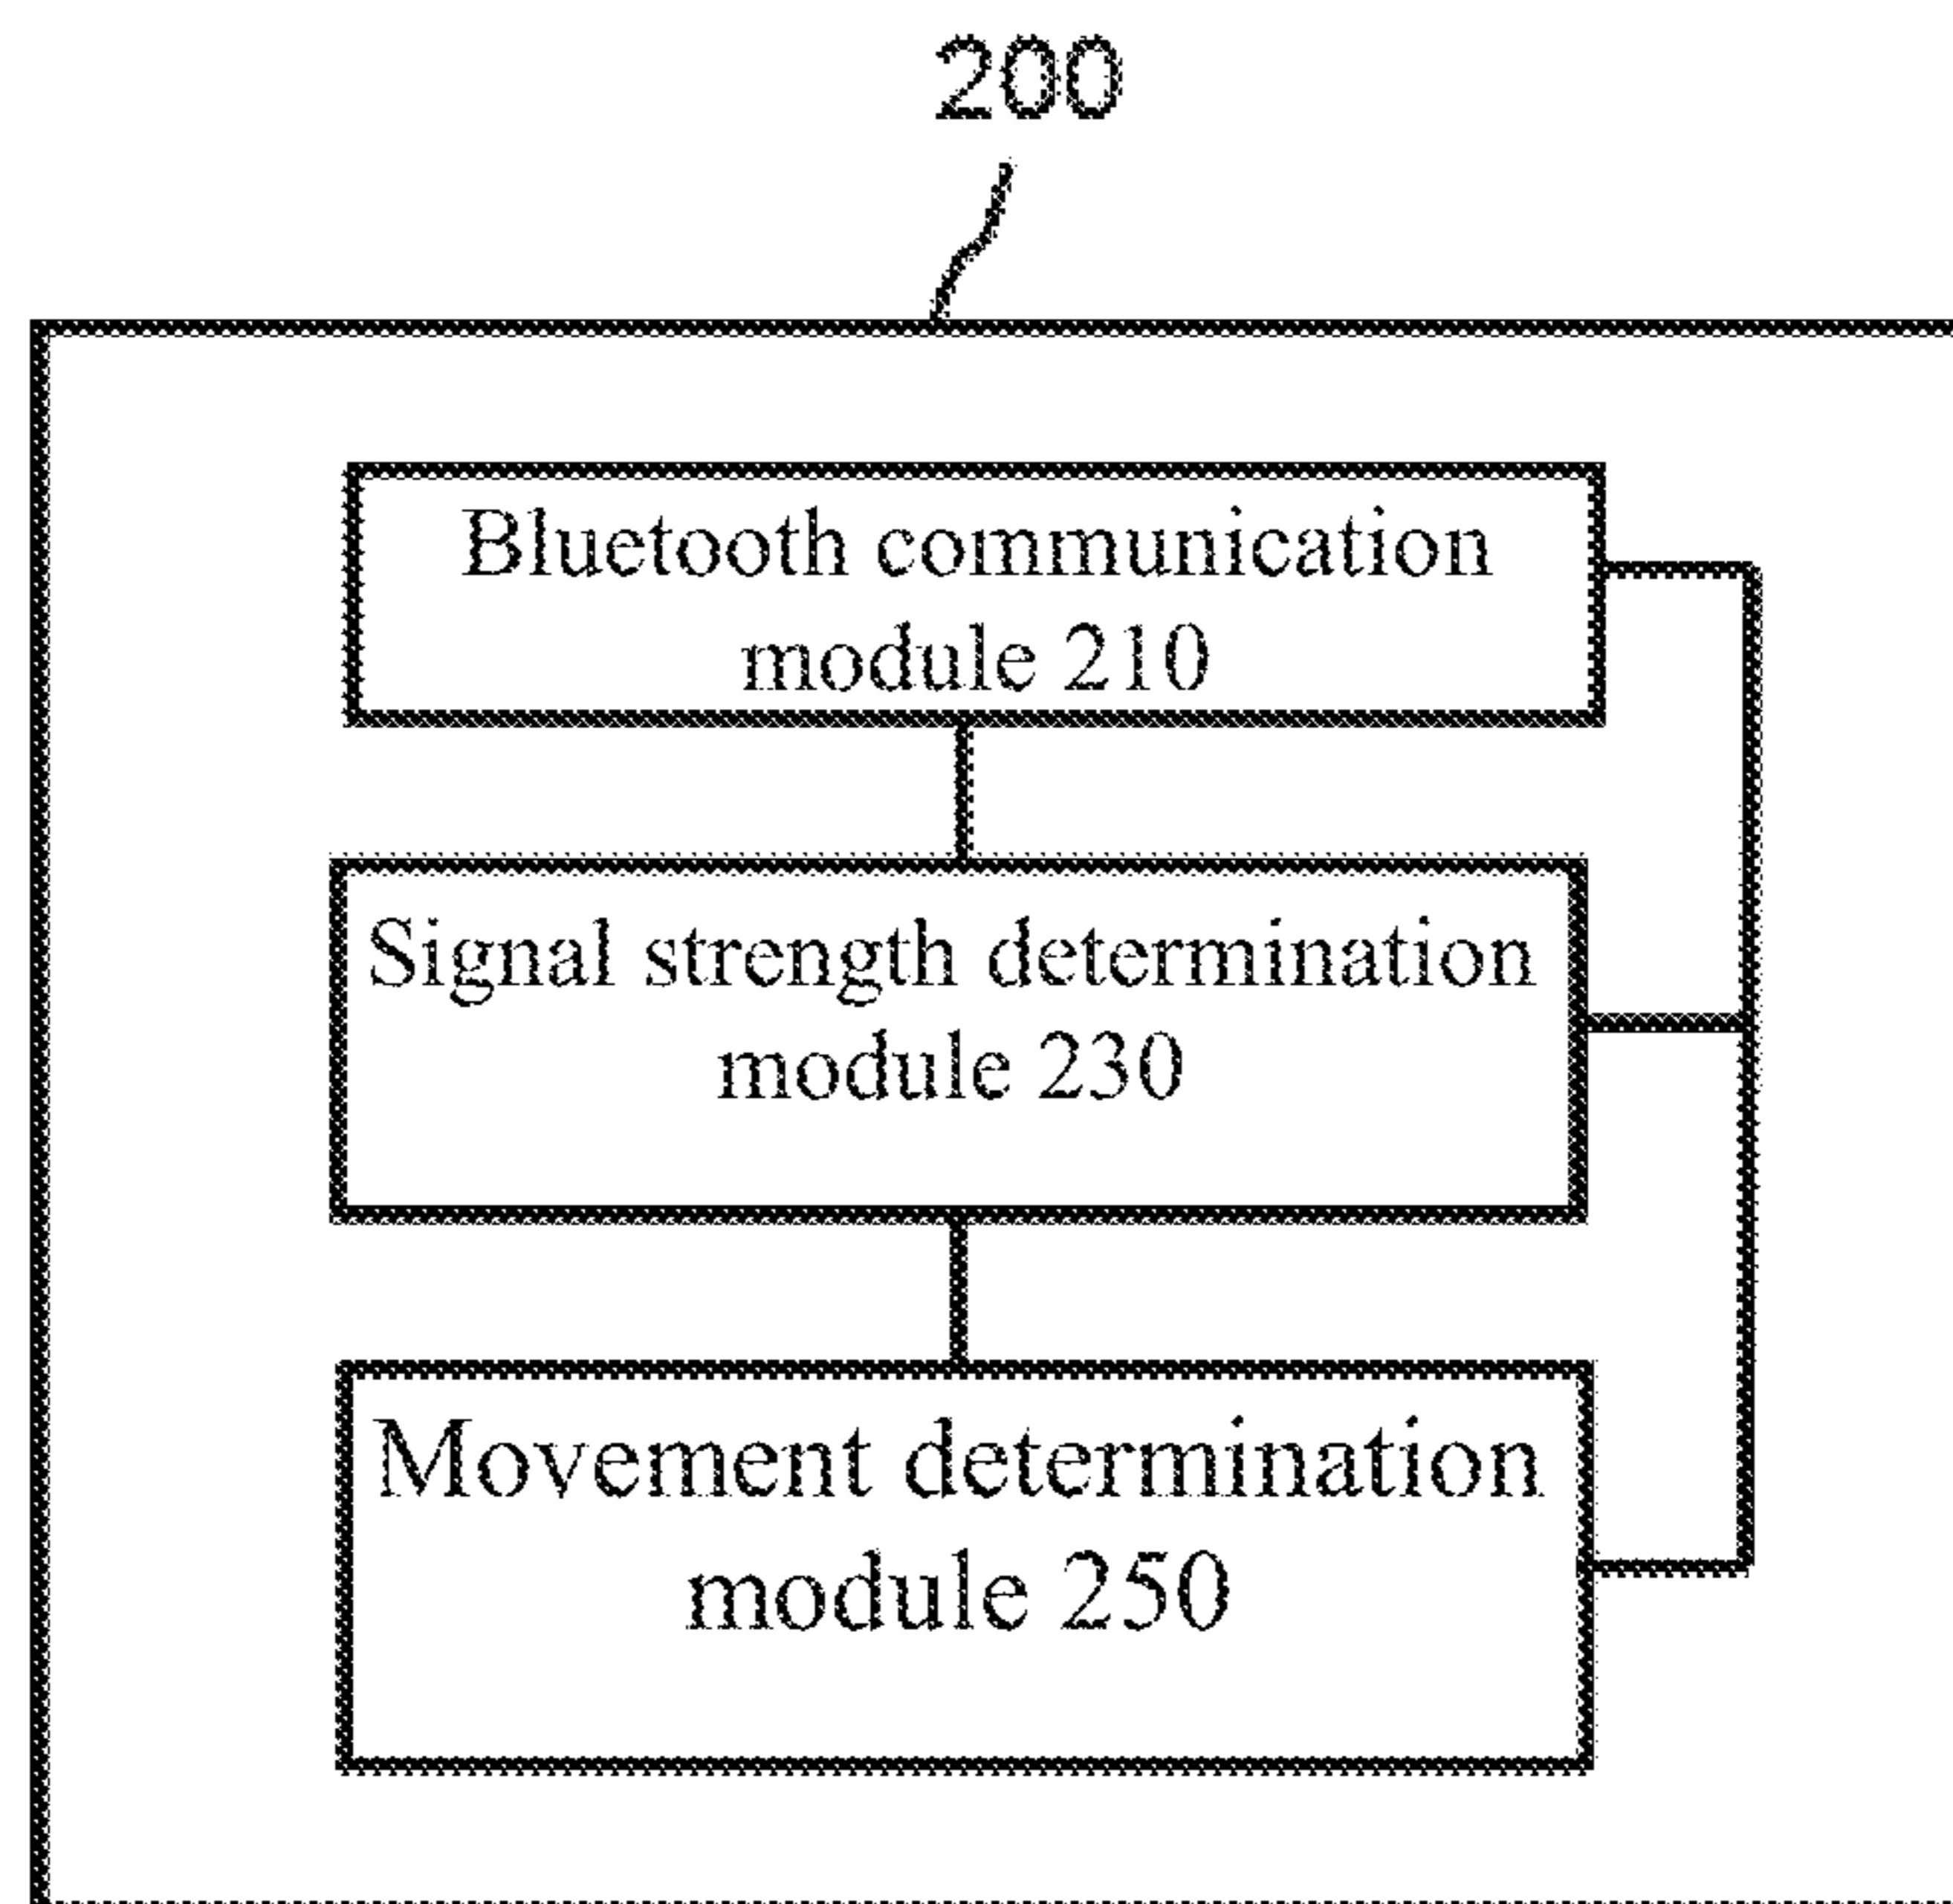 200
Bluetooth communication
module 210
Signal strength determination
module 230
Movement determination
module 250